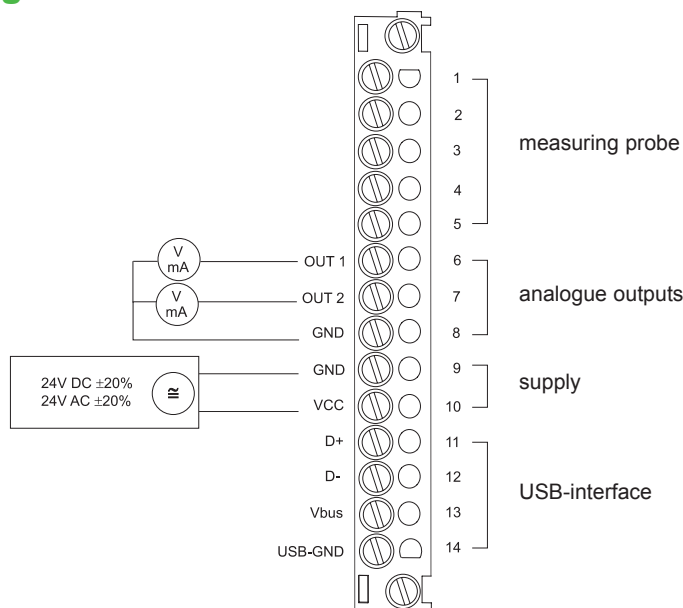 1
2
3
4
5
measuring probe
V
mA
OUT 1
6
V
mA
OUT 2
7
GND
8
analogue outputs
24V DC ±20%
24V AC ±20%
≅
GND
9
VCC
10
supply
D+
11
D-
12
Vbus
13
USB-GND
14
USB-interface